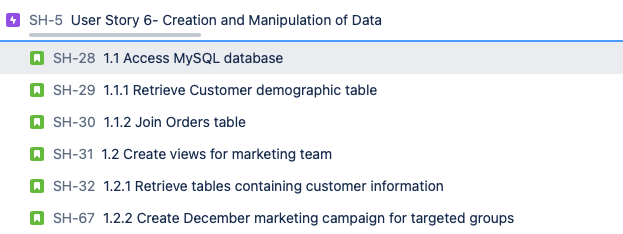 SH-5 User Story 6- Creation and Manipulation of Data
SH-28 1.1 Access MySQL database
SH-29 1.1.1 Retrieve Customer demographic table
SH-30 1.1.2 Join Orders table
SH-31 1.2 Create views for marketing team
SH-32 1.2.1 Retrieve tables containing customer information
SH-67 1.2.2 Create December marketing campaign for targeted groups